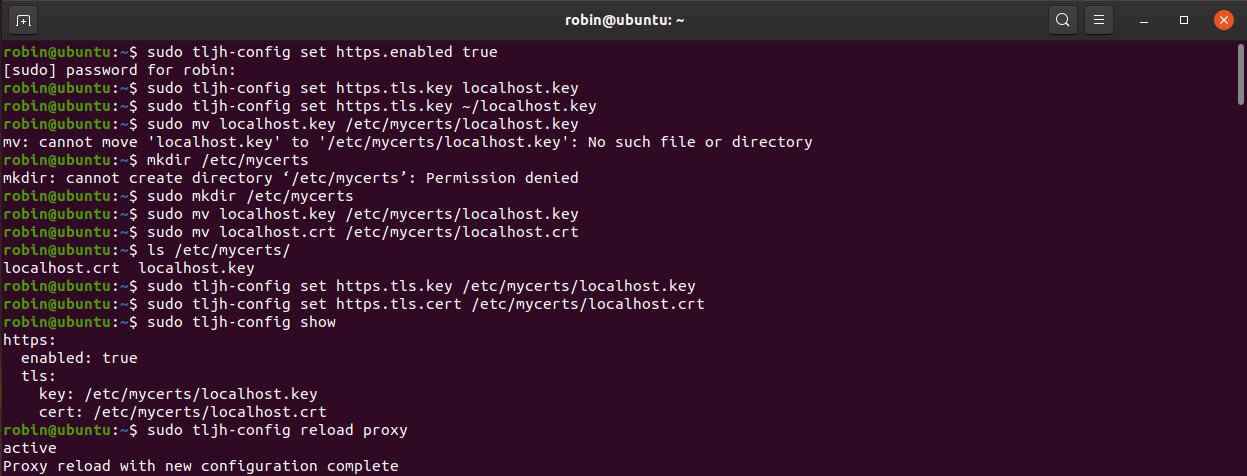 robin@ubuntu: ~
robin@ubuntu:~$ sudo tljh-config set https.enabled true
[sudo] password for robin:
robin@ubuntu:~$ sudo tljh-config set https.tls.key localhost.key
robin@ubuntu:~$ sudo tljh-config set https.tls.key ~/localhost.key
robin@ubuntu:~$ sudo mv localhost.key /etc/mycerts/localhost.key
mv: cannot move 'localhost.key' to '/etc/mycerts/localhost.key': No such file or directory
robin@ubuntu:~$ mkdir /etc/mycerts
mkdir: cannot create directory ‘/etc/mycerts’: Permission denied
robin@ubuntu:~$ sudo mkdir /etc/mycerts
robin@ubuntu:~$ sudo mv localhost.key /etc/mycerts/localhost.key
robin@ubuntu:~$ sudo mv localhost.crt /etc/mycerts/localhost.crt
robin@ubuntu:~$ ls /etc/mycerts/
localhost.crt  localhost.key
robin@ubuntu:~$ sudo tljh-config set https.tls.key /etc/mycerts/localhost.key
robin@ubuntu:~$ sudo tljh-config set https.tls.cert /etc/mycerts/localhost.crt
robin@ubuntu:~$ sudo tljh-config show
https:
  enabled: true
  tls:
    key: /etc/mycerts/localhost.key
    cert: /etc/mycerts/localhost.crt
robin@ubuntu:~$ sudo tljh-config reload proxy
active
Proxy reload with new configuration complete